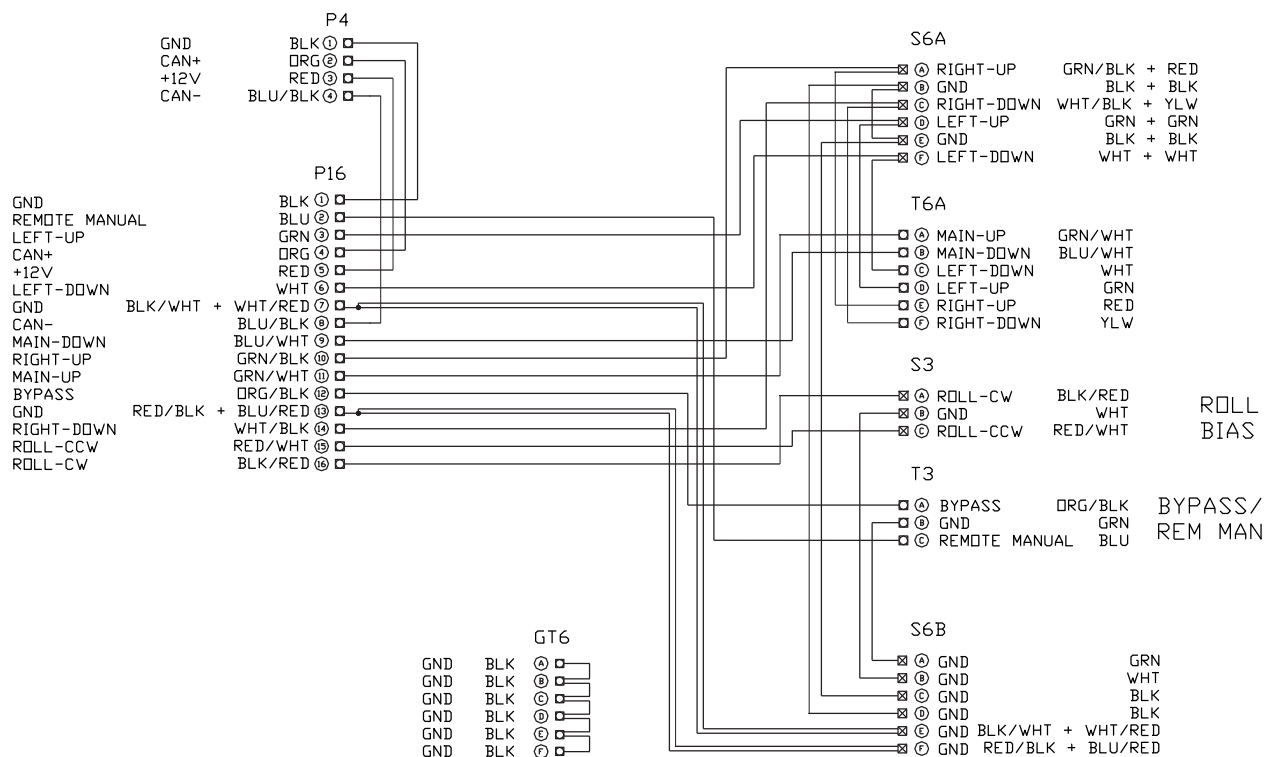 P4
GND BLK 1
CAN+ ORG 2
+12V RED 3
CAN- BLU/BLK 4
P16
GND BLK 1
REMOTE MANUAL BLU 2
LEFT-UP GRN 3
CAN+ ORG 4
+12V RED 5
LEFT-DOWN WHT 6
GND BLK/WHT + WHT/RED 7
CAN- BLU/BLK 8
MAIN-DOWN BLU/WHT 9
RIGHT-UP GRN/BLK 10
MAIN-UP GRN/WHT 11
BYPASS ORG/BLK 12
GND RED/BLK + BLU/RED 13
RIGHT-DOWN WHT/BLK 14
ROLL-CCW RED/WHT 15
ROLL-CW BLK/RED 16
S6A
A RIGHT-UP GRN/BLK + RED
B GND BLK + BLK
C RIGHT-DOWN WHT/BLK + YLW
D LEFT-UP GRN + GRN
E GND BLK + BLK
F LEFT-DOWN WHT + WHT
T6A
A MAIN-UP GRN/WHT
B MAIN-DOWN BLU/WHT
C LEFT-DOWN WHT
D LEFT-UP GRN
E RIGHT-UP RED
F RIGHT-DOWN YLW
S3
A ROLL-CW BLK/RED
B GND WHT
C ROLL-CCW RED/WHT
ROLL
BIAS
T3
A BYPASS ORG/BLK
B GND GRN
C REMOTE MANUAL BLU
BYPASS/
REM MAN
GT6
GND BLK A
GND BLK B
GND BLK C
GND BLK D
GND BLK E
GND BLK F
S6B
A GND GRN
B GND WHT
C GND BLK
D GND BLK
E GND BLK/WHT + WHT/RED
F GND RED/BLK + BLU/RED